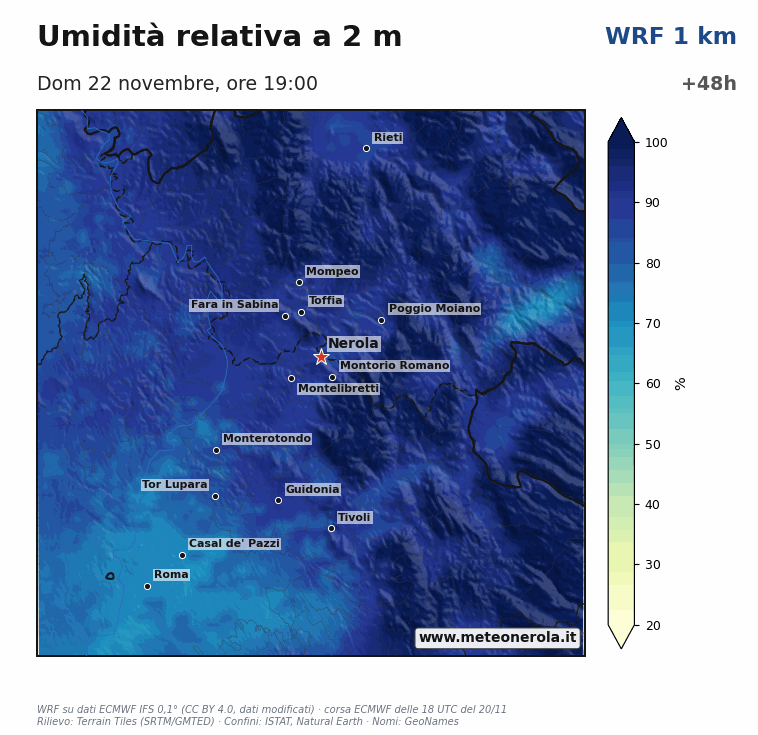 Umidità relativa a 2 m
WRF 1 km
Dom 22 novembre, ore 19:00
+48h
Rieti
Mompeo
Toffia
Fara in Sabina
Poggio Moiano
Nerola
Montorio Romano
Montelibretti
Monterotondo
Tor Lupara
Guidonia
Tivoli
Casal de' Pazzi
Roma
www.meteonerola.it
100
90
80
70
60
50
40
30
20
%
WRF su dati ECMWF IFS 0,1° (CC BY 4.0, dati modificati) · corsa ECMWF delle 18 UTC del 20/11
Rilievo: Terrain Tiles (SRTM/GMTED) · Confini: ISTAT, Natural Earth · Nomi: GeoNames